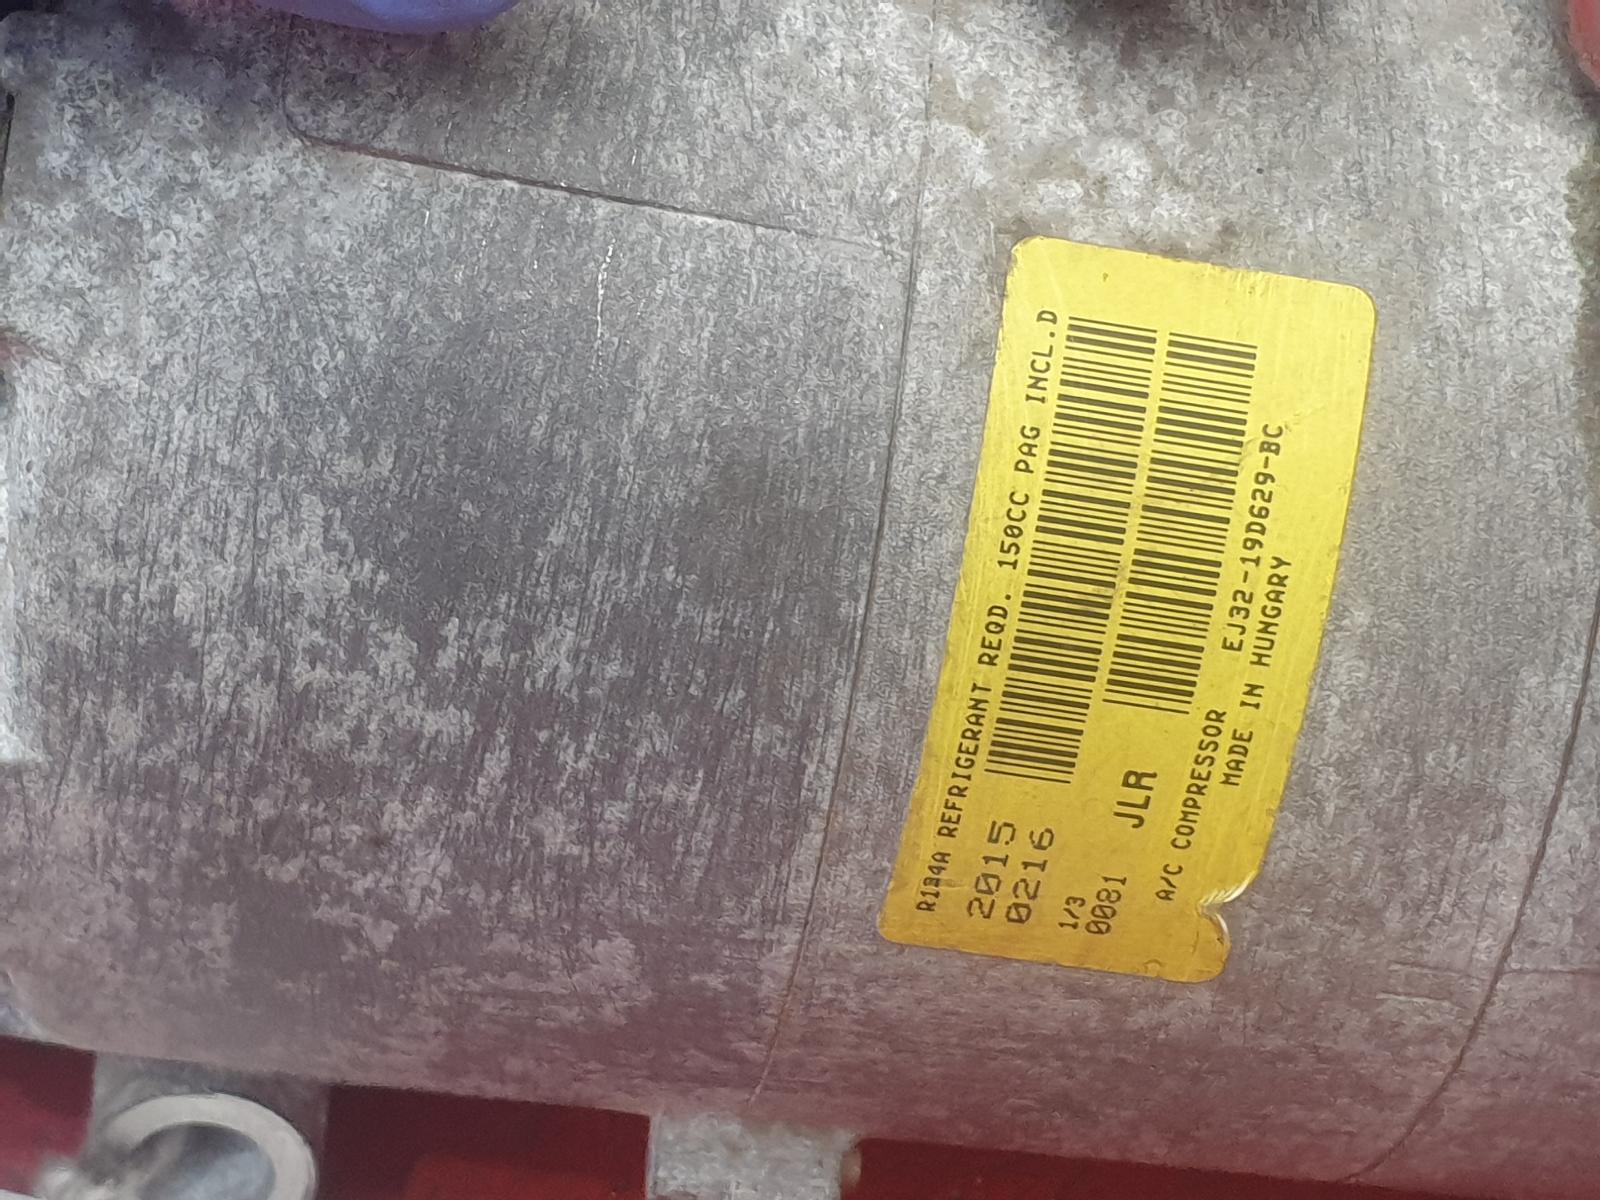 R134A REFRIGERANT REQD. 150CC PAG INCL.D
2015
0216
1/3
0081
JLR
A/C COMPRESSOR EJ32-19D629-BC
MADE IN HUNGARY